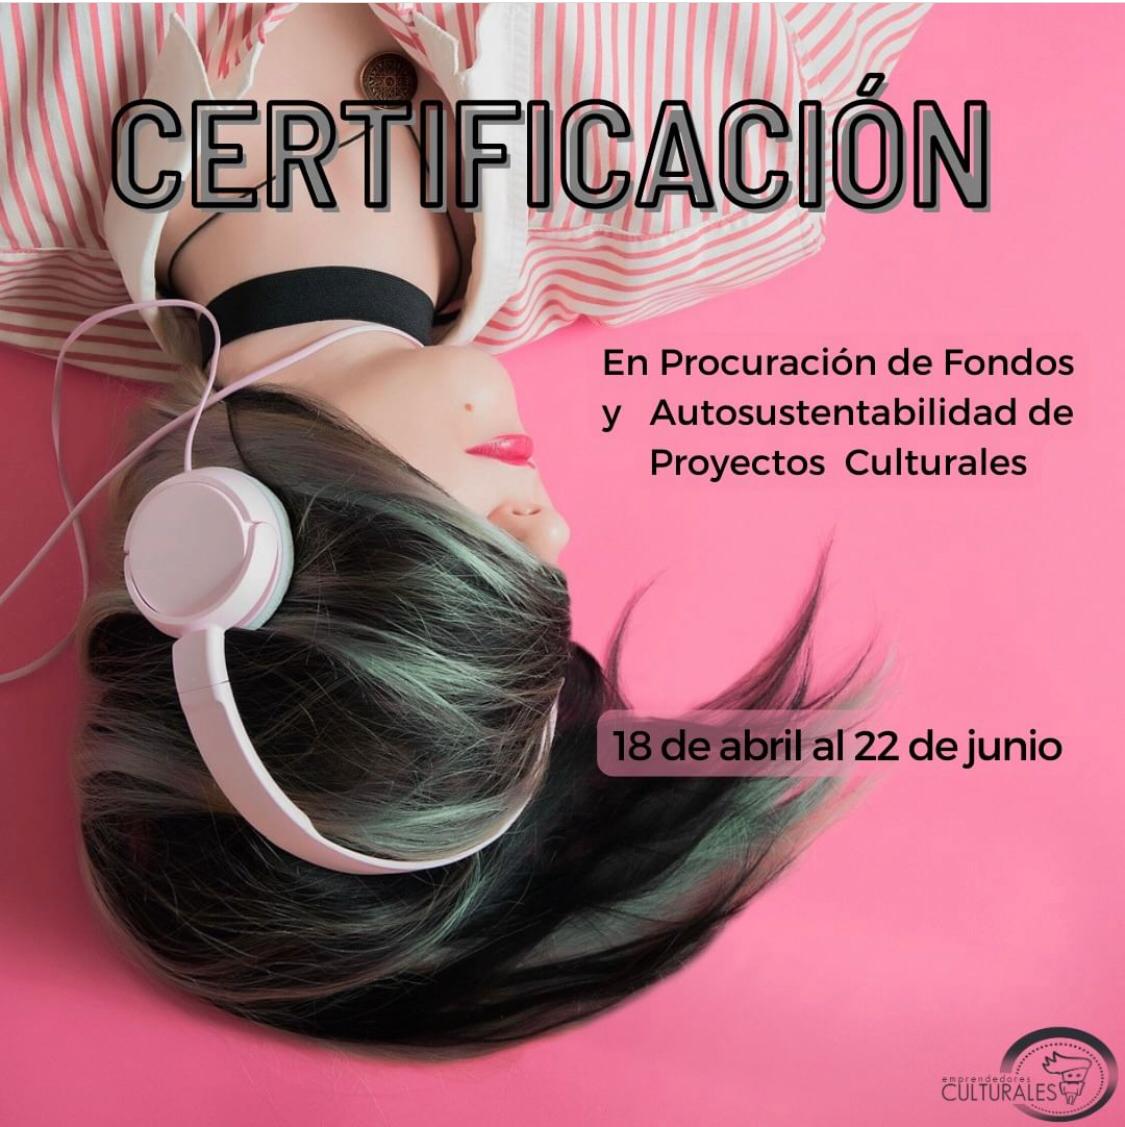 CERTIFICACIÓN
En Procuración de Fondos
y Autosustentabilidad de
Proyectos Culturales
18 de abril al 22 de junio
emprendedores
CULTURALES